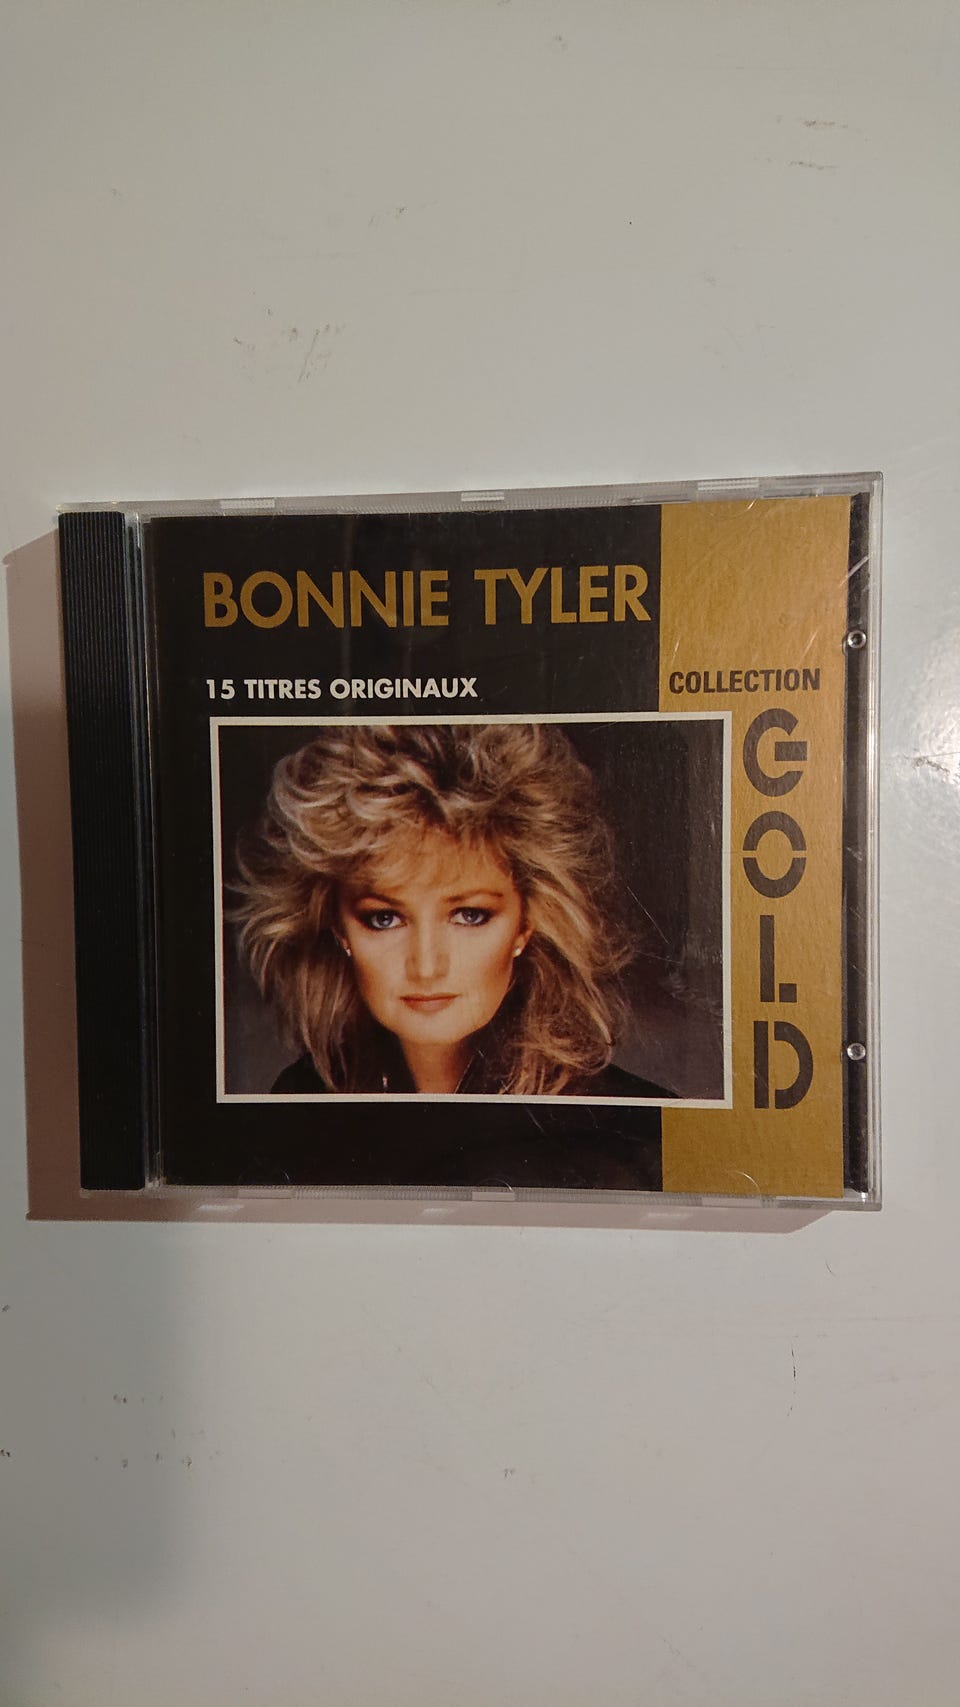 BONNIE TYLER
15 TITRES ORIGINAUX
COLLECTION
GOLD